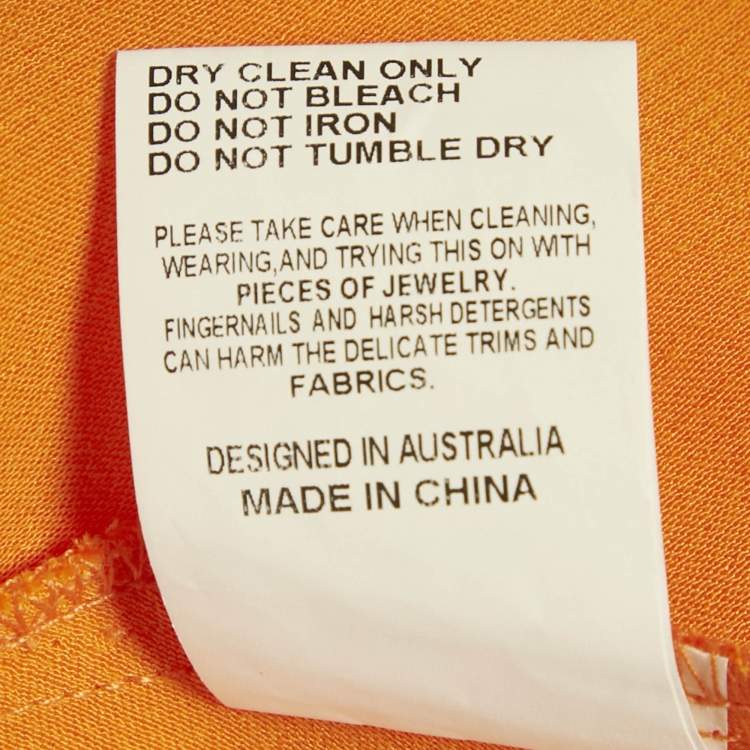 DRY CLEAN ONLY
DO NOT BLEACH
DO NOT IRON
DO NOT TUMBLE DRY
PLEASE TAKE CARE WHEN CLEANING,
WEARING,AND TRYING THIS ON WITH
PIECES OF JEWELRY.
FINGERNAILS AND HARSH DETERGENTS
CAN HARM THE DELICATE TRIMS AND
FABRICS.
DESIGNED IN AUSTRALIA
MADE IN CHINA